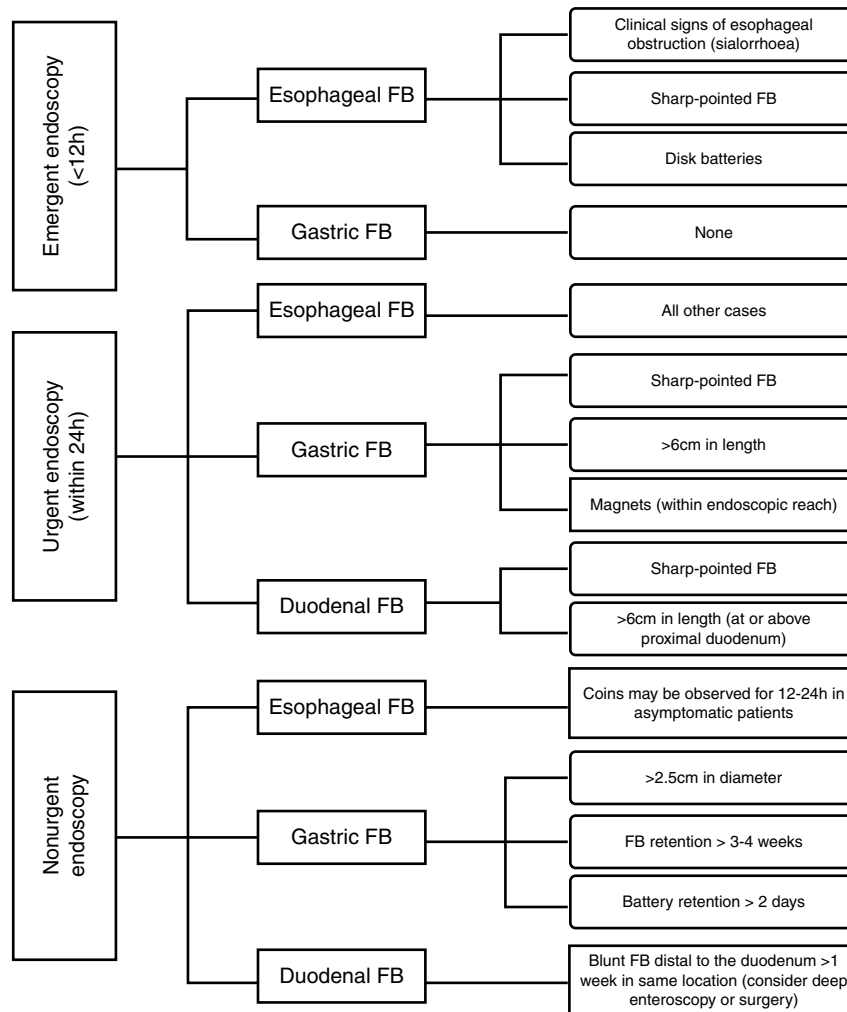 Emergent endoscopy
(<12h)
Esophageal FB
Clinical signs of esophageal
obstruction (sialorrhoea)
Sharp-pointed FB
Disk batteries
Gastric FB
None
Urgent endoscopy
(within 24h)
Esophageal FB
All other cases
Gastric FB
Sharp-pointed FB
>6cm in length
Magnets (within endoscopic reach)
Duodenal FB
Sharp-pointed FB
>6cm in length (at or above
proximal duodenum)
Nonurgent
endoscopy
Esophageal FB
Coins may be observed for 12-24h in
asymptomatic patients
Gastric FB
>2.5cm in diameter
FB retention > 3-4 weeks
Battery retention > 2 days
Duodenal FB
Blunt FB distal to the duodenum >1
week in same location (consider deep
enteroscopy or surgery)